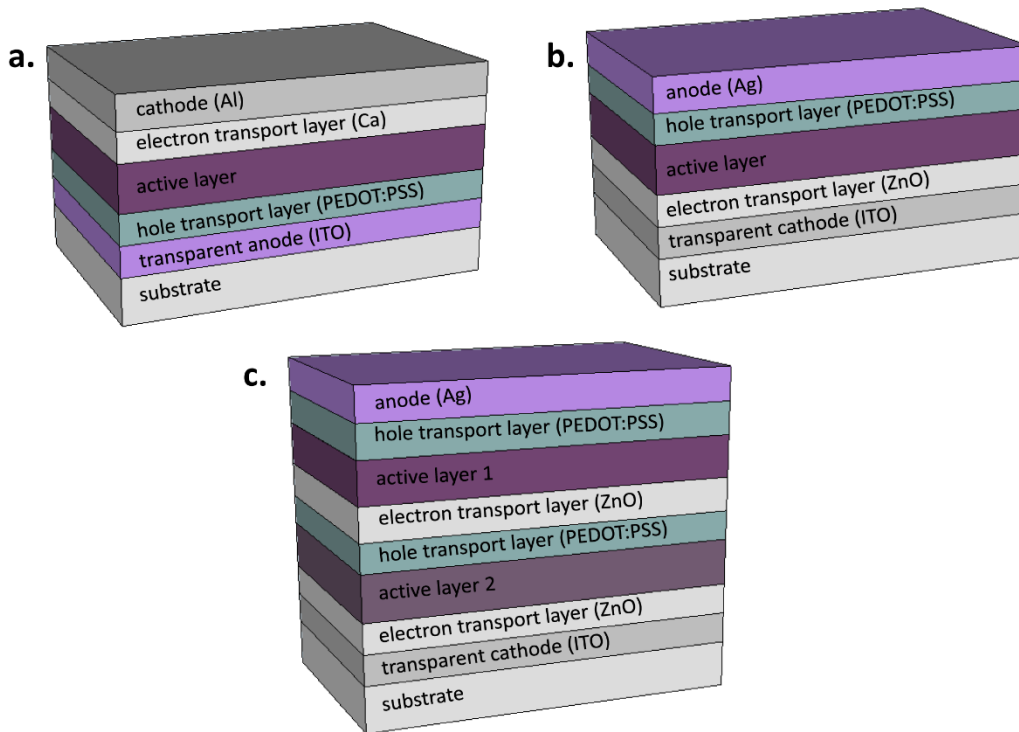 a.
cathode (Al)
electron transport layer (Ca)
active layer
hole transport layer (PEDOT:PSS)
transparent anode (ITO)
substrate
b.
anode (Ag)
hole transport layer (PEDOT:PSS)
active layer
electron transport layer (ZnO)
transparent cathode (ITO)
substrate
c.
anode (Ag)
hole transport layer (PEDOT:PSS)
active layer 1
electron transport layer (ZnO)
hole transport layer (PEDOT:PSS)
active layer 2
electron transport layer (ZnO)
transparent cathode (ITO)
substrate